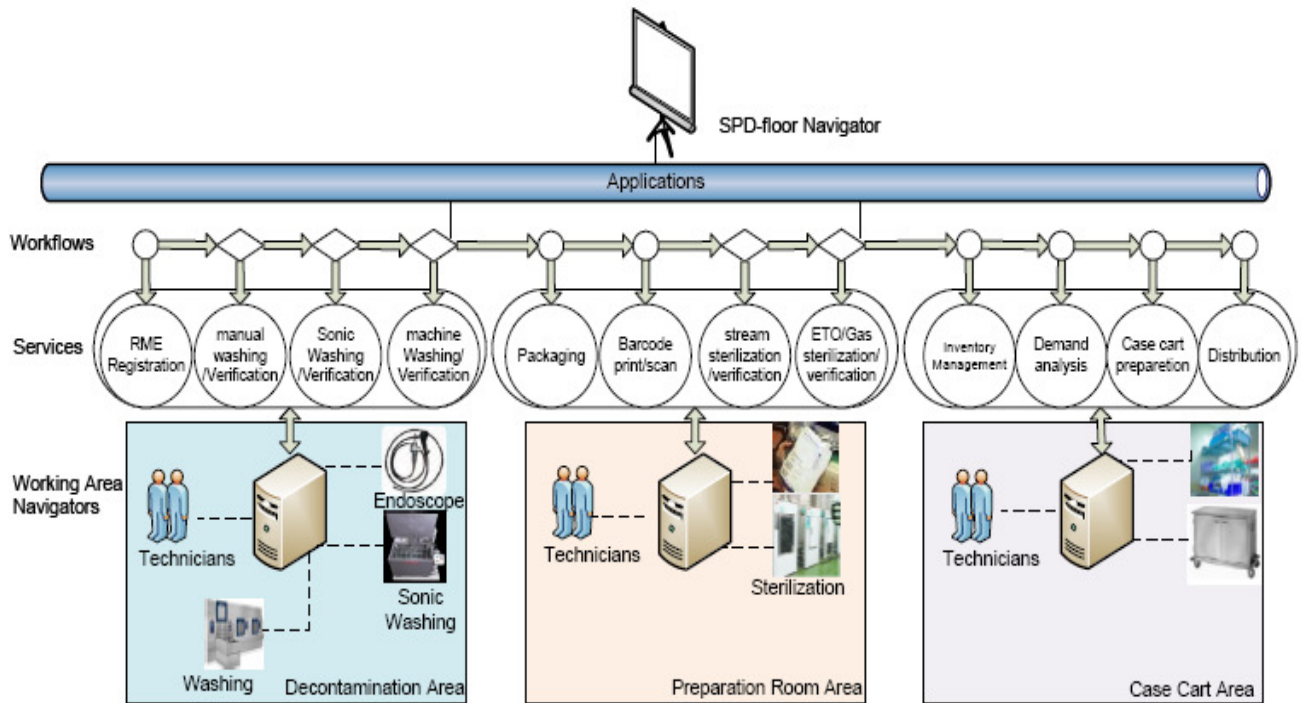 SPD-floor Navigator
Applications
Workflows
Services
RME
Registration
manual
washing
/Verification
Sonic
Washing
/Verification
machine
Washing/
Verification
Packaging
Barcode
print/scan
stream
sterilization
/verification
ETO/Gas
sterilization/
verification
Inventory
Management
Demand
analysis
Case cart
preparetion
Distribution
Working Area
Navigators
Technicians
Endoscope
Sonic
Washing
Washing
Decontamination Area
Technicians
Sterilization
Preparation Room Area
Technicians
Case Cart Area